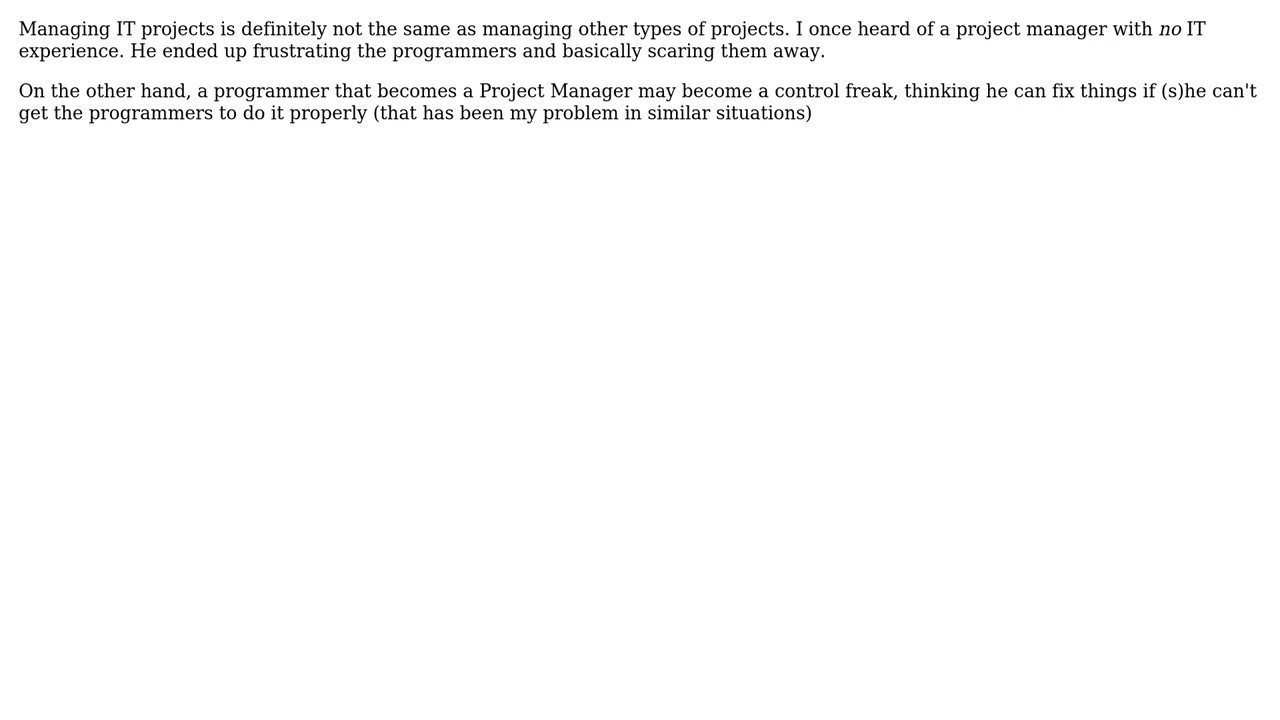 Managing IT projects is definitely not the same as managing other types of projects. I once heard of a project manager with no IT
experience. He ended up frustrating the programmers and basically scaring them away.
On the other hand, a programmer that becomes a Project Manager may become a control freak, thinking he can fix things if (s)he can't
get the programmers to do it properly (that has been my problem in similar situations)